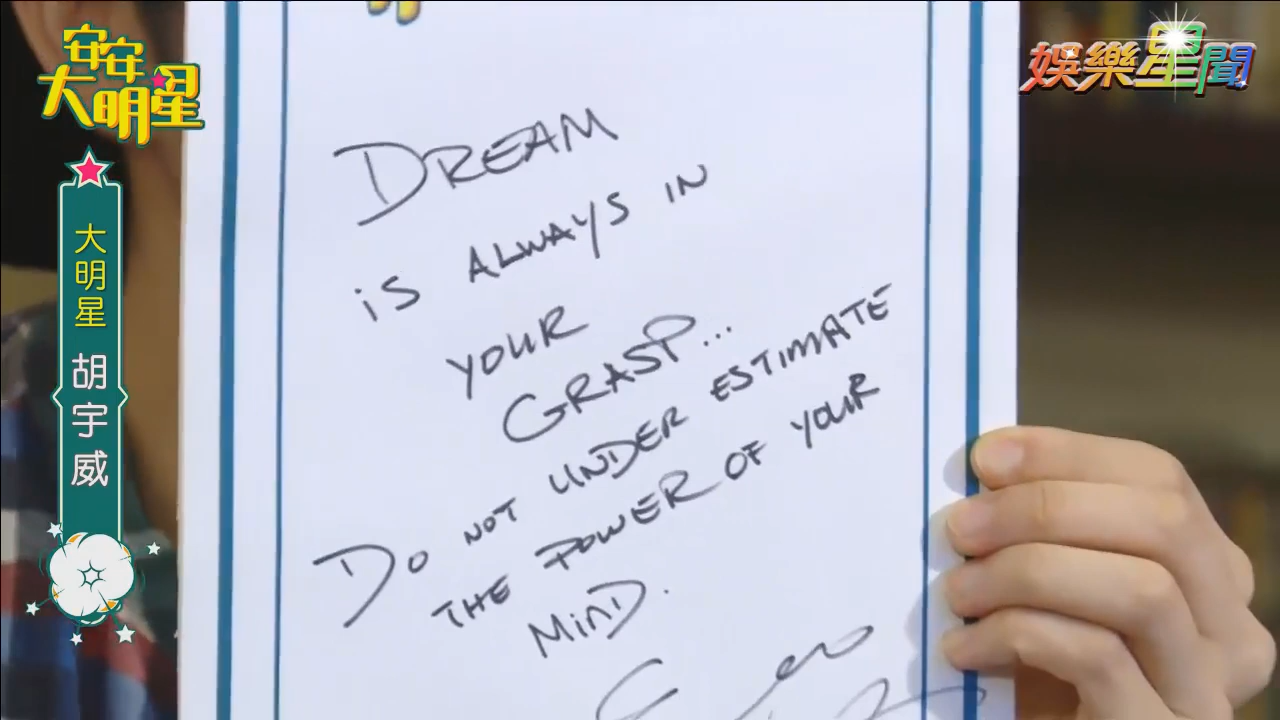 安安
大明星
娛樂星聞
大明星 胡宇威
DREAM
is ALWAYS IN
YOUR
GRASP...
DO NOT UNDER ESTIMATE
THE POWER OF YOUR
MinD.